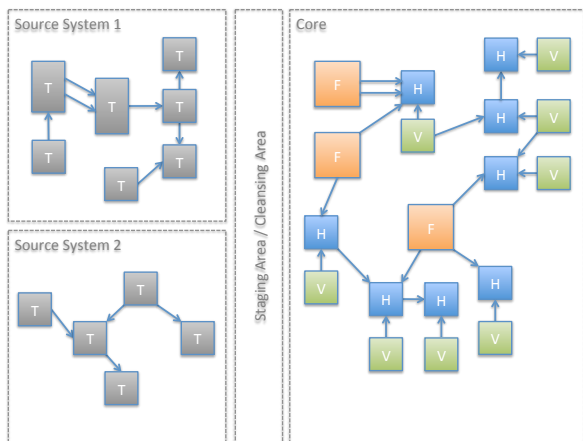 Source System 1
T
T
T
T
T
T
T
Source System 2
T
T
T
T
T
Staging Area / Cleansing Area
Core
H
V
F
H
H
V
V
F
H
V
H
F
H
V
H
H
V
V
V